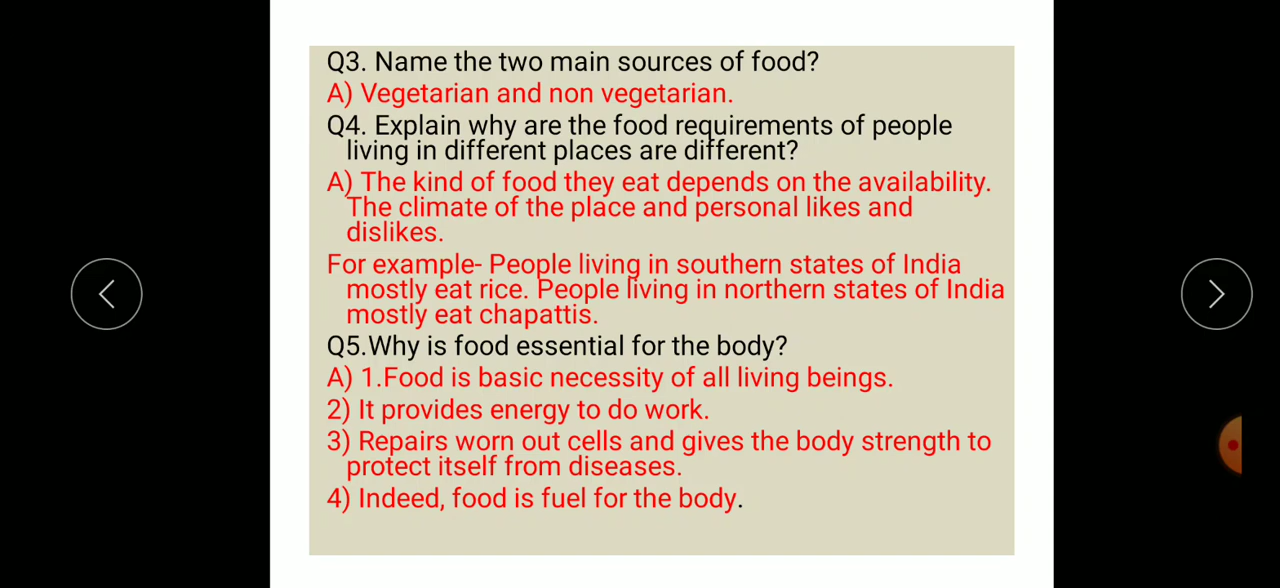 Q3. Name the two main sources of food?
A) Vegetarian and non vegetarian.
Q4. Explain why are the food requirements of people
living in different places are different?
A) The kind of food they eat depends on the availability.
The climate of the place and personal likes and
dislikes.
For example- People living in southern states of India
mostly eat rice. People living in northern states of India
mostly eat chapattis.
Q5.Why is food essential for the body?
A) 1.Food is basic necessity of all living beings.
2) It provides energy to do work.
3) Repairs worn out cells and gives the body strength to
protect itself from diseases.
4) Indeed, food is fuel for the body.